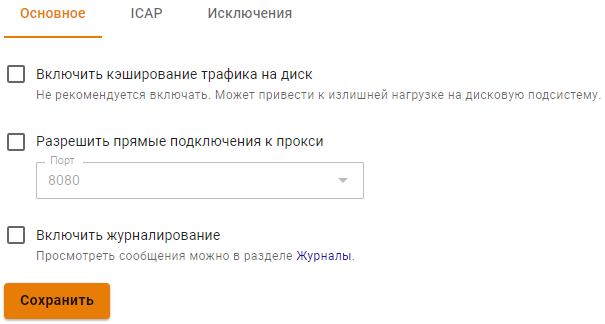 Основное ICAP Исключения
Включить кэширование трафика на диск
Не рекомендуется включать. Может привести к излишней нагрузке на дисковую подсистему.
Разрешить прямые подключения к прокси
Порт
8080
Включить журналирование
Просмотреть сообщения можно в разделе Журналы.
Сохранить